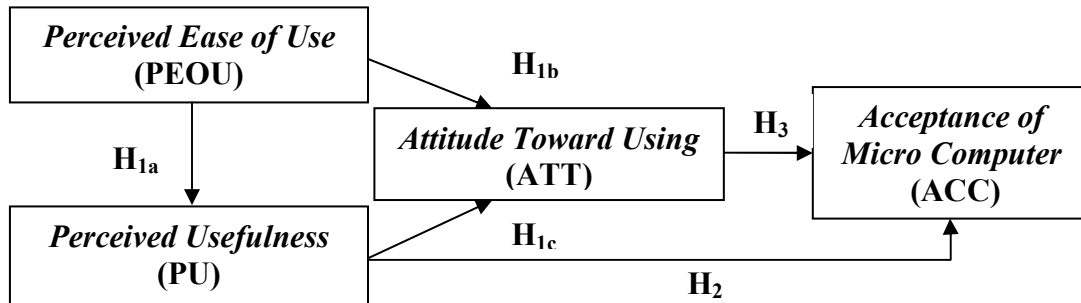 Perceived Ease of Use
(PEOU)
H1b
Attitude Toward Using
(ATT)
H3
Acceptance of
Micro Computer
(ACC)
H1a
Perceived Usefulness
(PU)
H1c
H2